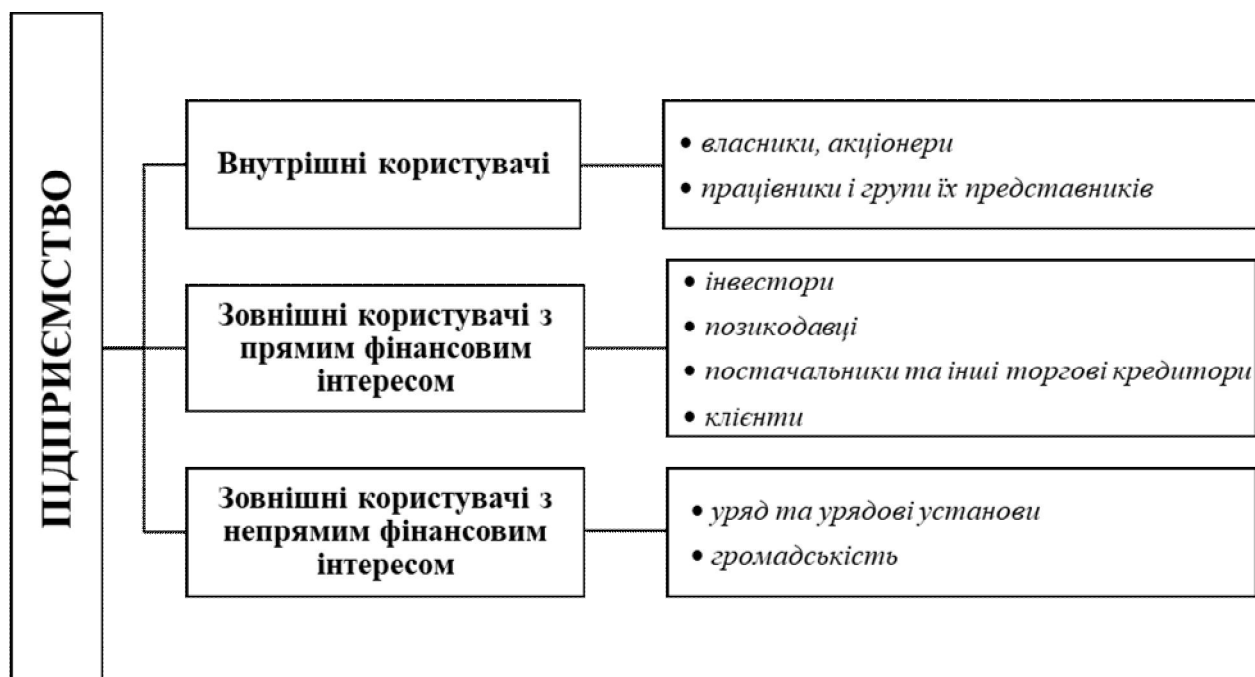 ПІДПРИЄМСТВО
Внутрішні користувачі
• власники, акціонери
• працівники і групи їх представників
Зовнішні користувачі з
прямим фінансовим
інтересом
• інвестори
• позикодавці
• постачальники та інші торгові кредитори
• клієнти
Зовнішні користувачі з
непрямим фінансовим
інтересом
• уряд та урядові установи
• громадськість